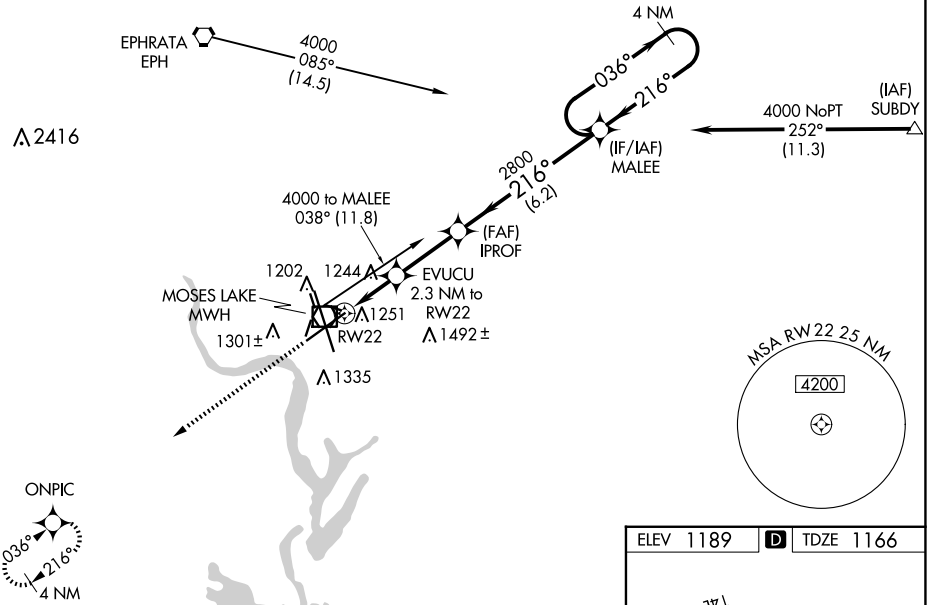 4 NM
EPHRATA
EPH
4000
085°
(14.5)
036°
216°
(IAF)
SUBDY
4000 NoPT
252°
(11.3)
2416
(IF/IAF)
MALEE
2800
216°
(6.2)
4000 to MALEE
038° (11.8)
(FAF)
IPROF
1202
1244
EVUCU
2.3 NM to
RW22
MOSES LAKE
MWH
1251
RW22
1301±
1492±
1335
MSA RW22 25 NM
4200
ONPIC
036°
216°
4 NM
ELEV 1189 D TDZE 1166